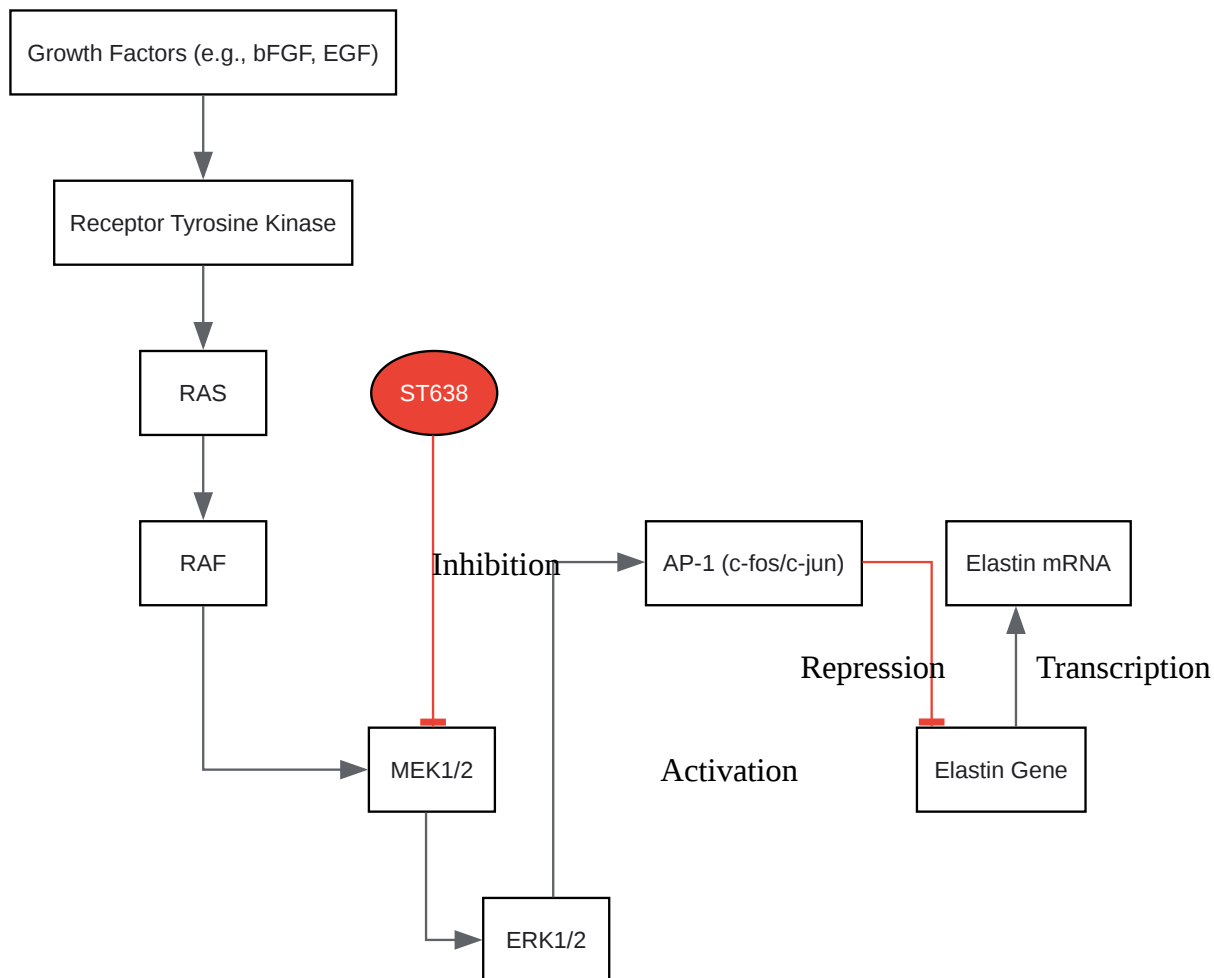 Growth Factors (e.g., bFGF, EGF)
Receptor Tyrosine Kinase
RAS
ST638
RAF
Inhibition
AP-1 (c-fos/c-jun)
Elastin mRNA
Repression
Transcription
MEK1/2
Activation
Elastin Gene
ERK1/2